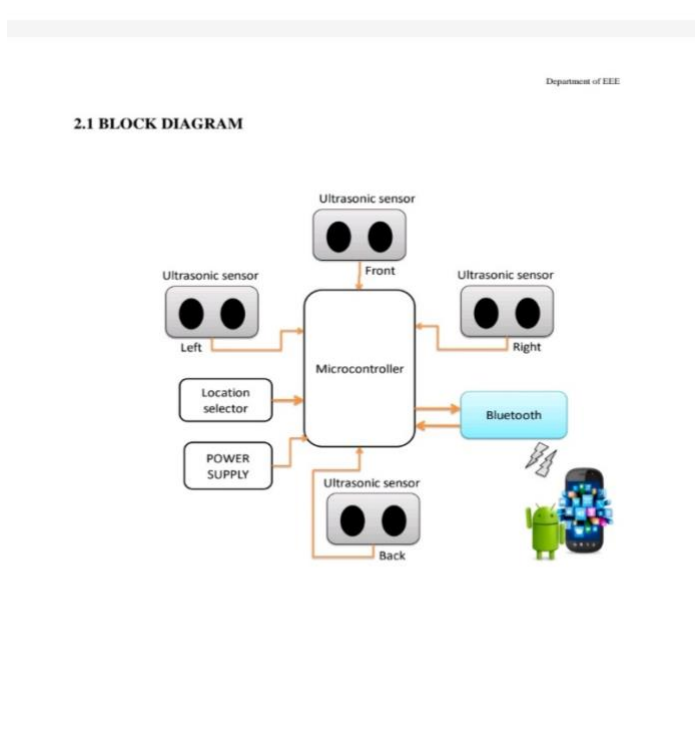 Department of EEE
2.1 BLOCK DIAGRAM
Ultrasonic sensor
Front
Ultrasonic sensor
Left
Ultrasonic sensor
Right
Microcontroller
Location
selector
Bluetooth
POWER
SUPPLY
Ultrasonic sensor
Back